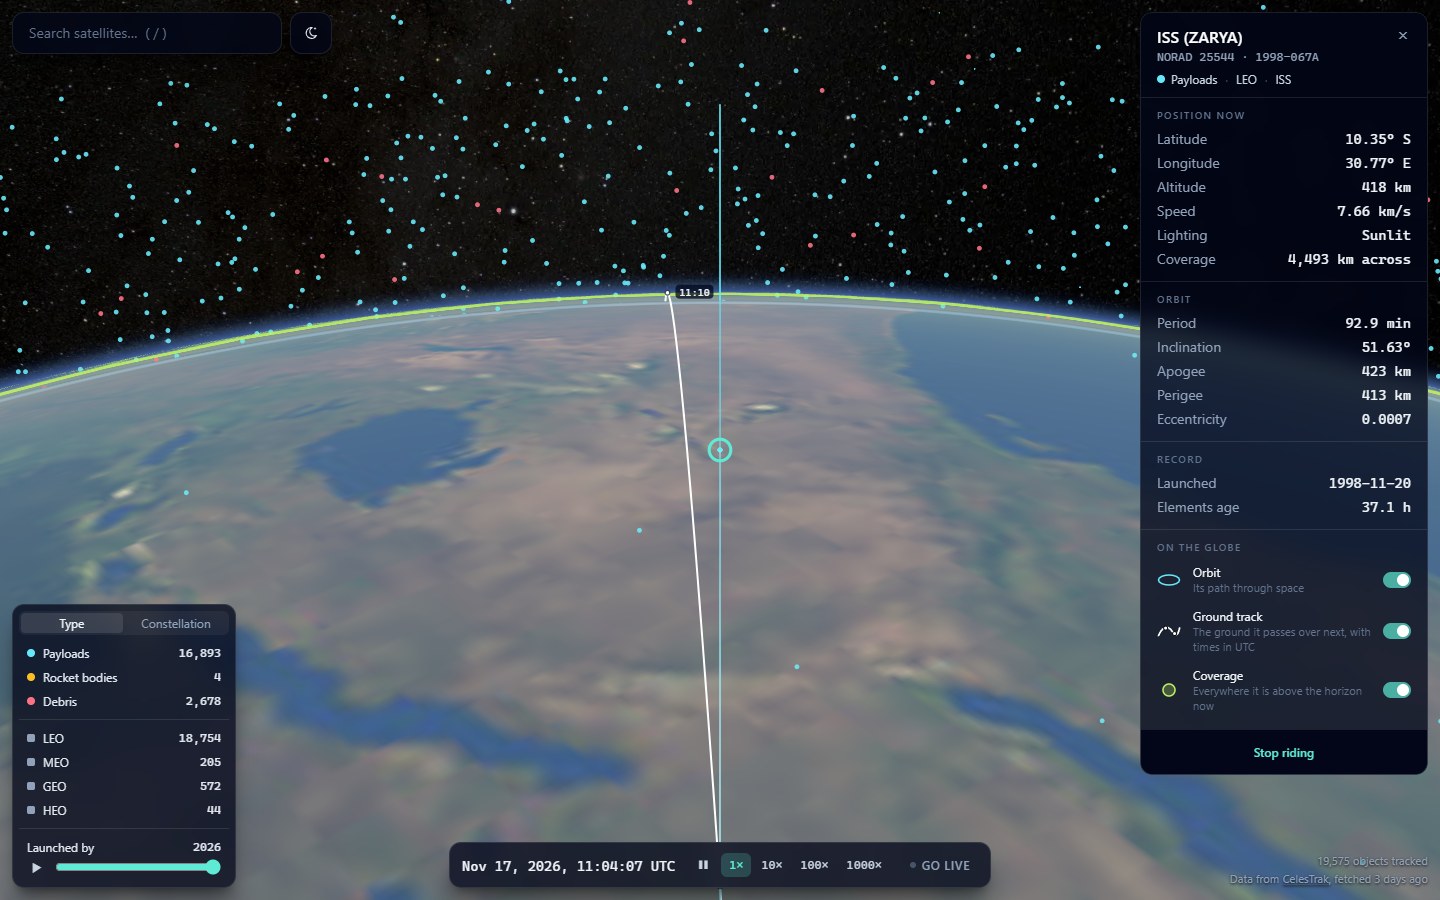 Search satellites... (/)
ISS (ZARYA)
NORAD 25544 · 1998-067A
Payloads · LEO · ISS
POSITION NOW
Latitude 10.35° S
Longitude 30.77° E
Altitude 418 km
Speed 7.66 km/s
Lighting Sunlit
Coverage 4,493 km across
ORBIT
Period 92.9 min
Inclination 51.63°
Apogee 423 km
Perigee 413 km
Eccentricity 0.0007
RECORD
Launched 1998-11-20
Elements age 37.1 h
ON THE GLOBE
Orbit
Its path through space
Ground track
The ground it passes over next, with
times in UTC
Coverage
Everywhere it is above the horizon
now
Stop riding
11:10
Type Constellation
Payloads 16,893
Rocket bodies 4
Debris 2,678
LEO 18,754
MEO 205
GEO 572
HEO 44
Launched by 2026
Nov 17, 2026, 11:04:07 UTC 1× 10× 100× 1000× GO LIVE
19,575 objects tracked
Data from CelesTrak, fetched 3 days ago